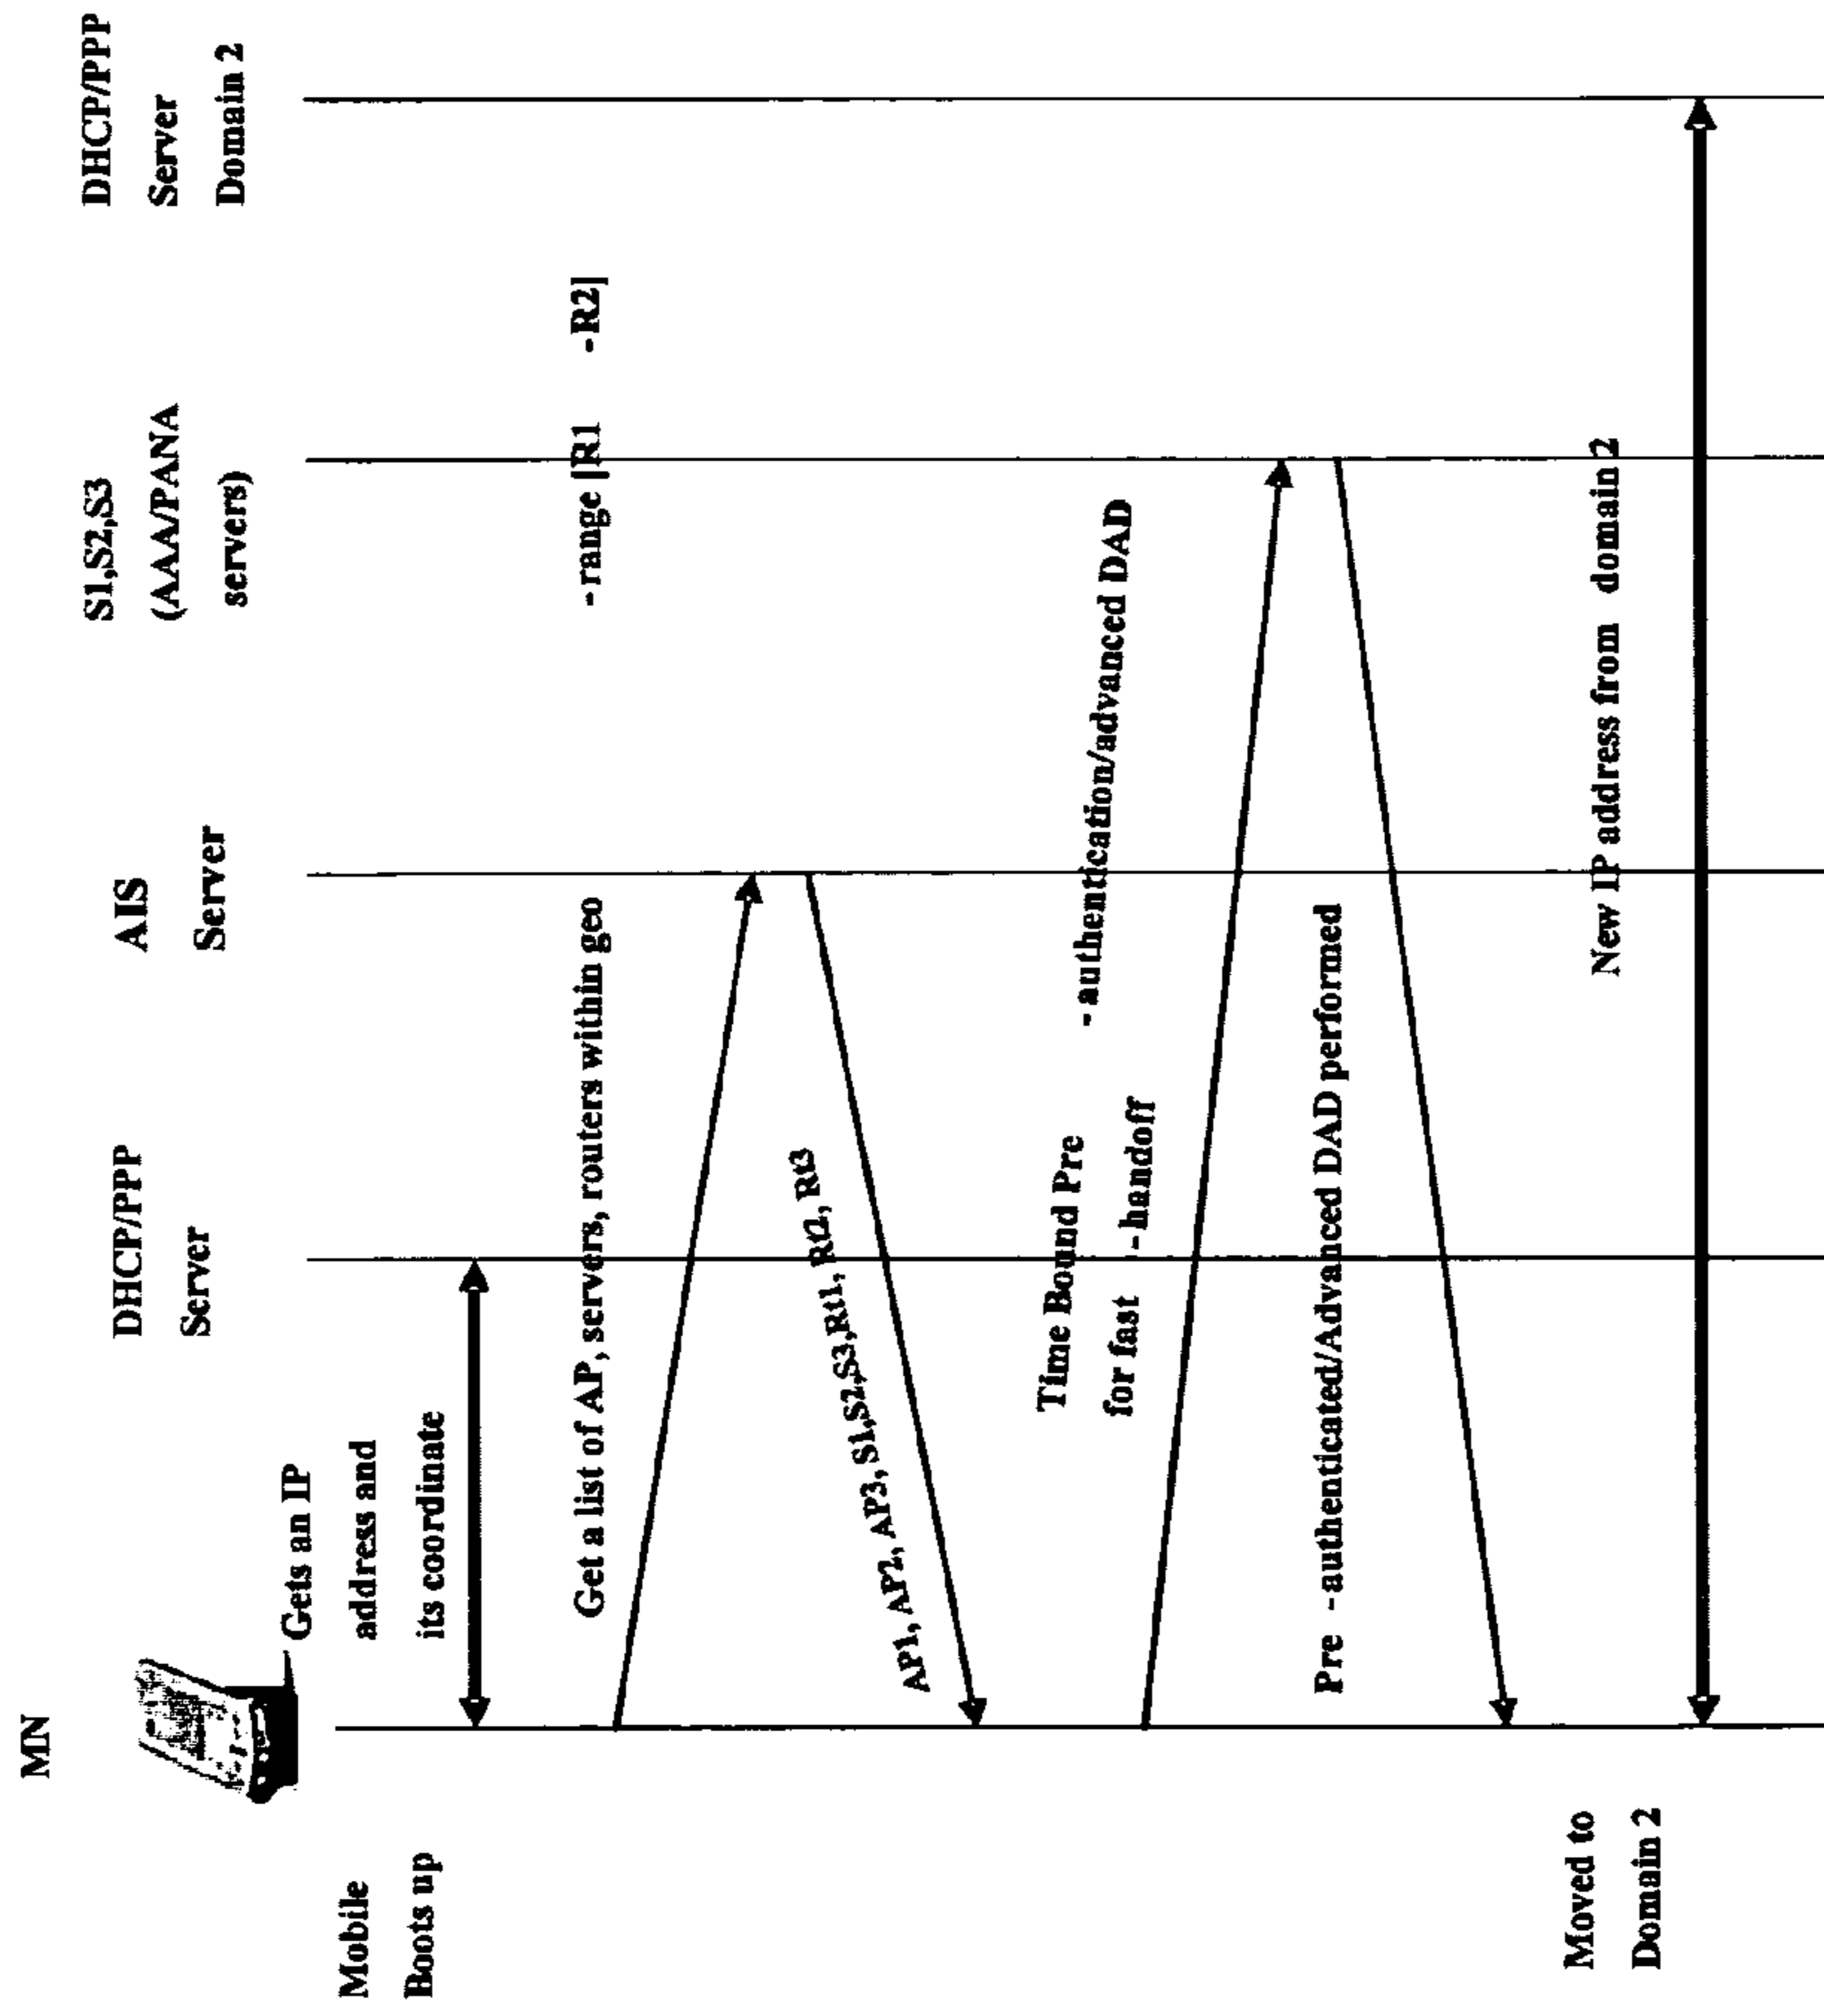 MN
DHCP/PPP
Server
AIS
Server
S1,S2,S3
(AAA/PANA
servers)
DHCP/PPP
Server
Domain 2
Mobile
Boots up
Gets an IP
address and
its coordinate
Get a list of AP, servers, routers within geo - range [R1 - R2]
AP1, AP2, AP3, S1,S2,S3,Rt1, Rt2, Rt3
Time Bound Pre - authentication/advanced DAD
for fast - handoff
Pre - authenticated/Advanced DAD performed
Moved to
Domain 2
New IP address from domain 2